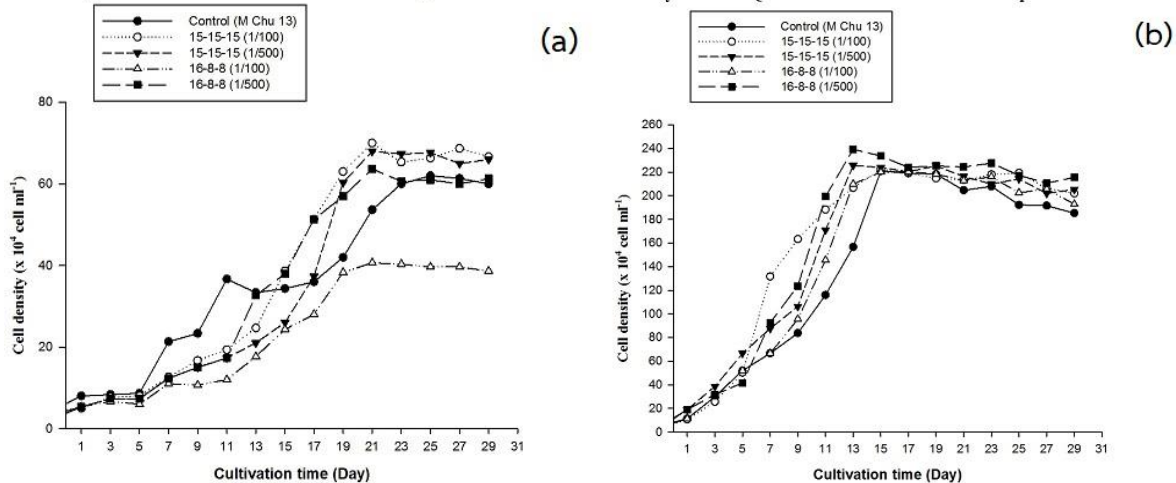 Control (M Chu 13)
15-15-15 (1/100)
15-15-15 (1/500)
16-8-8 (1/100)
16-8-8 (1/500)
(a)
Cell density (x 10⁴ cell ml⁻¹)
80
60
40
20
0
1 3 5 7 9 11 13 15 17 19 21 23 25 27 29 31
Cultivation time (Day)
Control (M Chu 13)
15-15-15 (1/100)
15-15-15 (1/500)
16-8-8 (1/100)
16-8-8 (1/500)
(b)
Cell density (x 10⁴ cell ml⁻¹)
260
240
220
200
180
160
140
120
100
80
60
40
20
0
1 3 5 7 9 11 13 15 17 19 21 23 25 27 29 31
Cultivation time (Day)